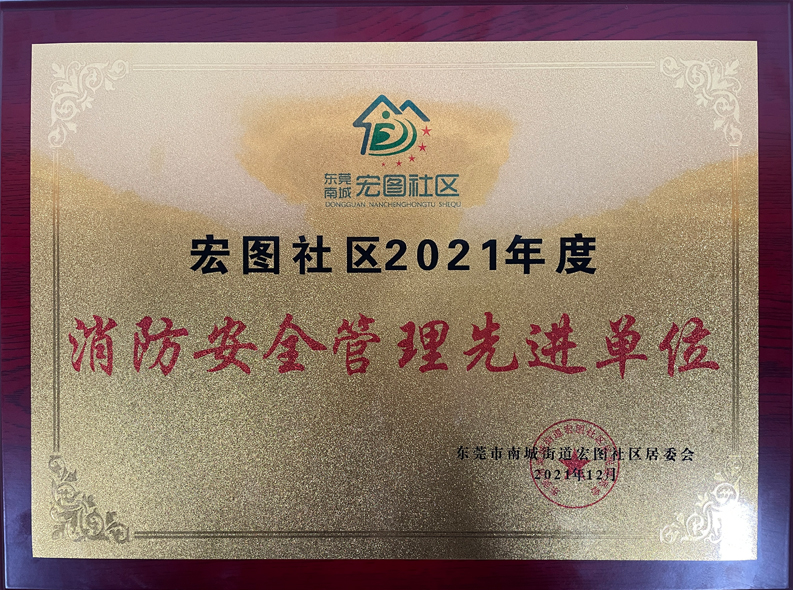 东莞
南城
宏图社区
DONGGUAN NANCHENGHONGTU SHEQU
宏图社区2021年度
消防安全管理先进单位
东莞市南城街道宏图社区居委会
2021年12月